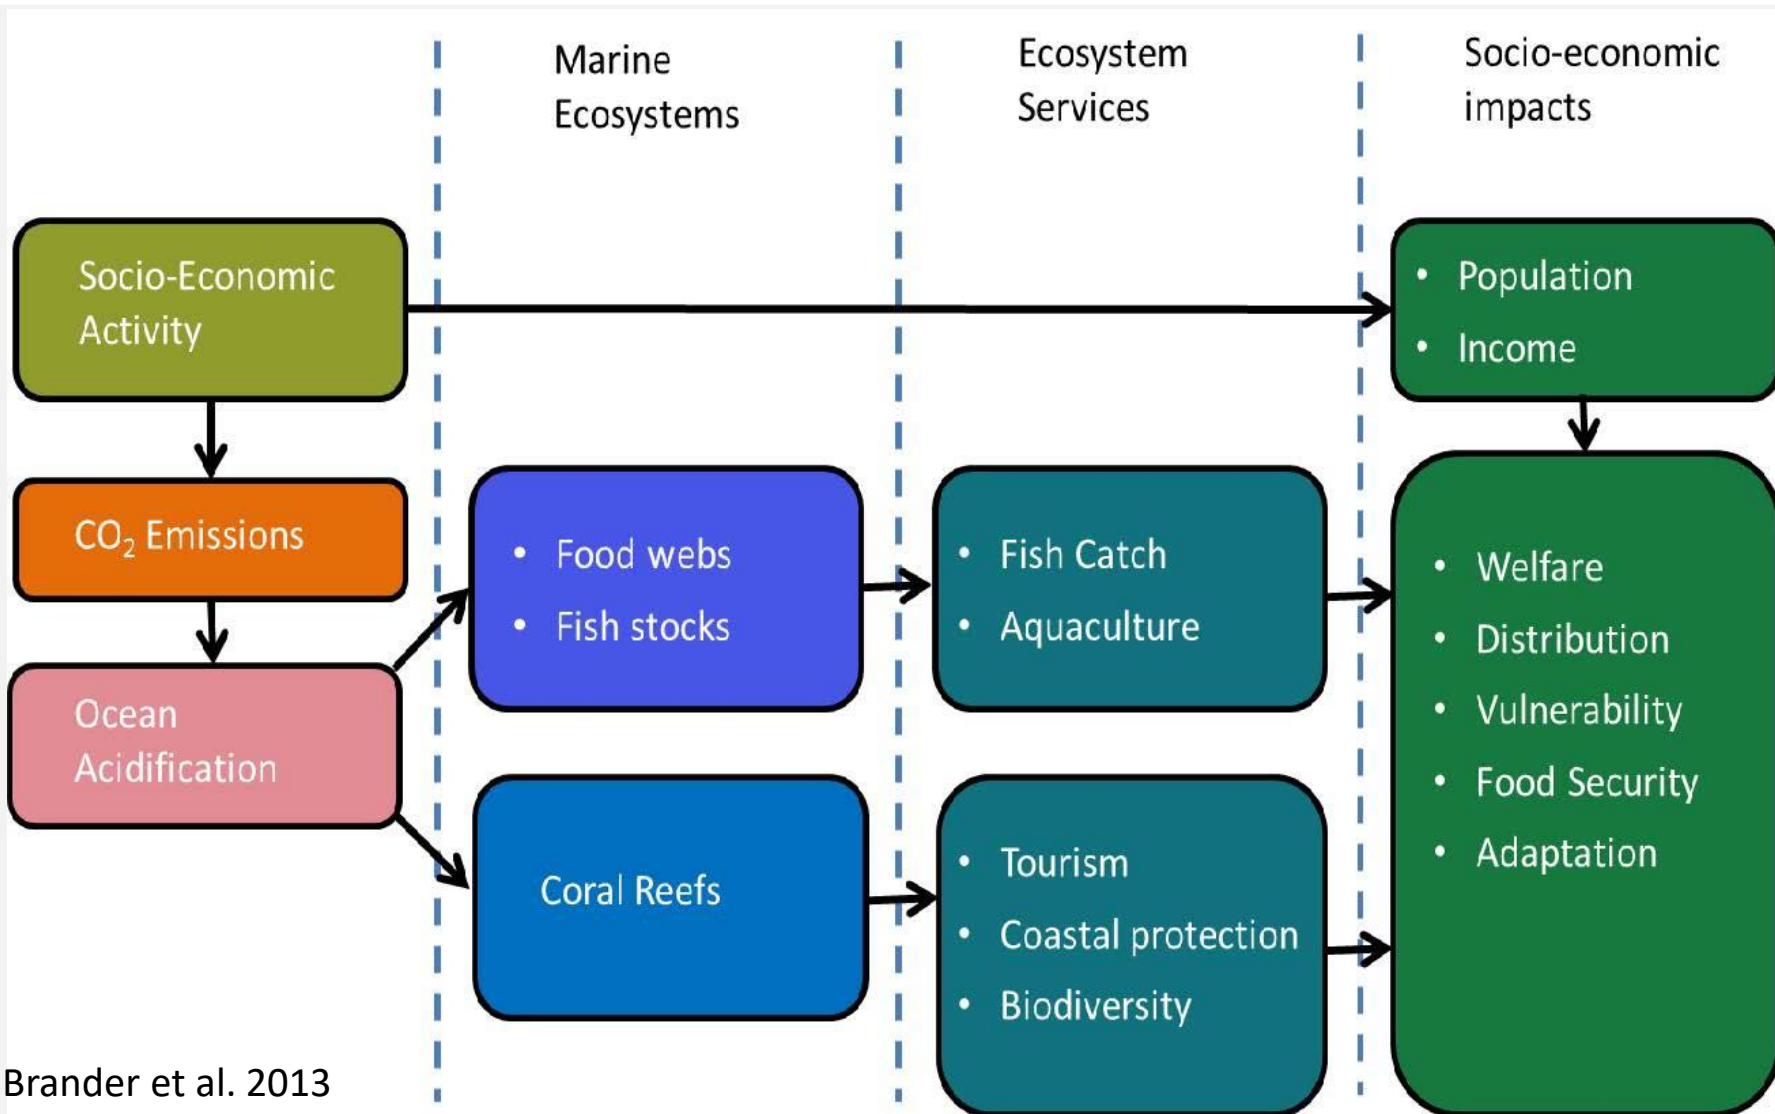 Marine
Ecosystems
Ecosystem
Services
Socio-economic
impacts
Socio-Economic
Activity
• Population
• Income
CO₂ Emissions
• Food webs
• Fish stocks
• Fish Catch
• Aquaculture
• Welfare
• Distribution
• Vulnerability
• Food Security
• Adaptation
Ocean
Acidification
Coral Reefs
• Tourism
• Coastal protection
• Biodiversity
Brander et al. 2013